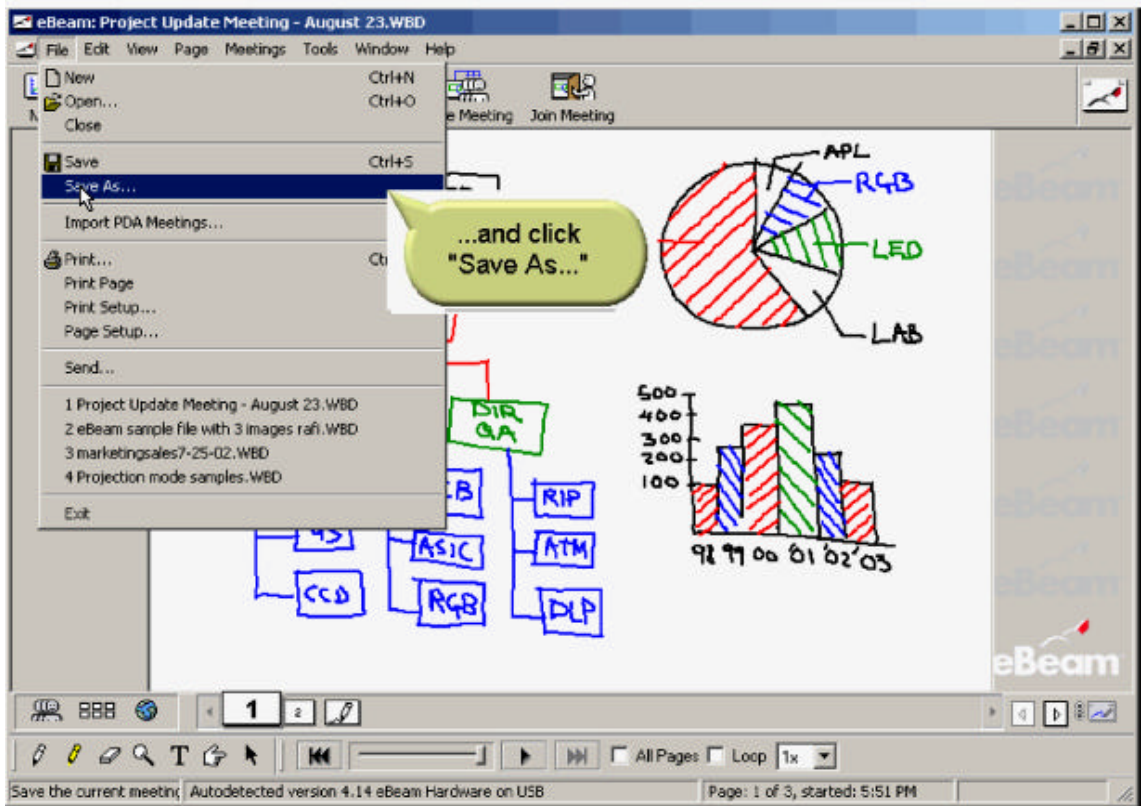 eBeam: Project Update Meeting - August 23.WBD
File Edit View Page Meetings Tools Window Help
New Ctrl+N
Open... Ctrl+O
Close
Save Ctrl+S
Save As...
Import PDA Meetings...
Print...
Print Page
Print Setup...
Page Setup...
Send...
1 Project Update Meeting - August 23.WBD
2 eBeam sample file with 3 images rafi.WBD
3 marketingsales7-25-02.WBD
4 Projection mode samples.WBD
Exit
Meeting Join Meeting
...and click
"Save As..."
APL
RGB
LED
LAB
DIR
QA
RIP
ASIC
ATM
CCD
RGB
DLP
500
400
300
200
100
98 99 00 '01 '02 '03
eBeam
eBeam
eBeam
eBeam
eBeam
eBeam
1 2
T
All Pages Loop 1x
Save the current meeting Autodetected version 4.14 eBeam Hardware on USB Page: 1 of 3, started: 5:51 PM